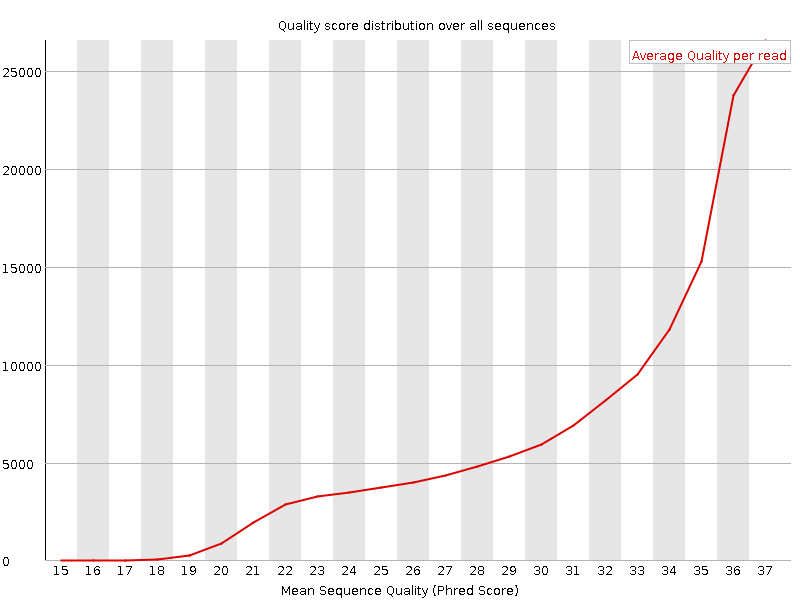 Quality score distribution over all sequences
Average Quality per read
25000
20000
15000
10000
5000
0
15 16 17 18 19 20 21 22 23 24 25 26 27 28 29 30 31 32 33 34 35 36 37
Mean Sequence Quality (Phred Score)